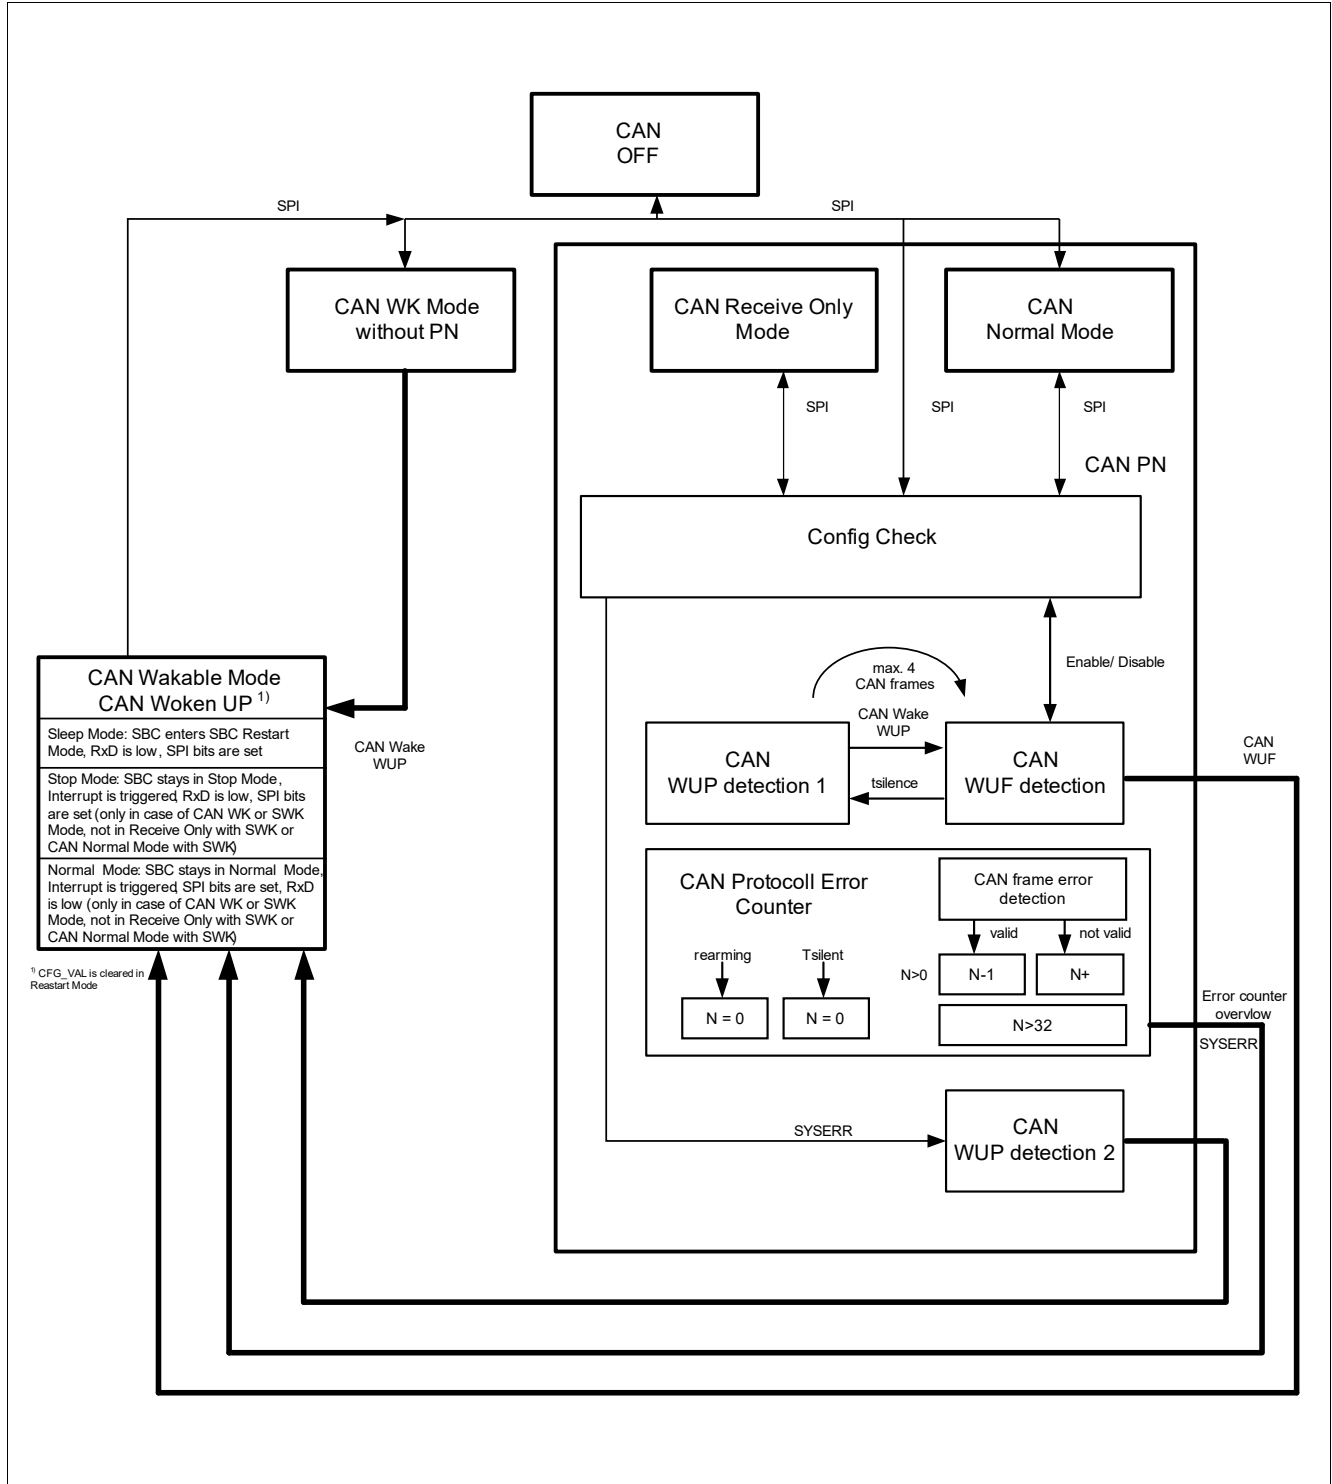 CAN
OFF
SPI
SPI
CAN WK Mode
without PN
CAN Receive Only
Mode
CAN
Normal Mode
SPI
SPI
SPI
CAN PN
Config Check
Enable/ Disable
max. 4
CAN frames
CAN Wake
WUP
CAN
WUP detection 1
tsilence
CAN
WUF detection
CAN
WUF
CAN Wakable Mode
CAN Woken UP 1)
Sleep Mode: SBC enters SBC Restart
Mode, RxD is low, SPI bits are set
Stop Mode: SBC stays in Stop Mode,
Interrupt is triggered, RxD is low, SPI bits
are set (only in case of CAN WK or SWK
Mode, not in Receive Only with SWK or
CAN Normal Mode with SWK)
Normal Mode: SBC stays in Normal Mode,
Interrupt is triggered, SPI bits are set, RxD
is low (only in case of CAN WK or SWK
Mode, not in Receive Only with SWK or
CAN Normal Mode with SWK)
1) CFG_VAL is cleared in
Reastart Mode
CAN Wake
WUP
CAN Protocoll Error
Counter
CAN frame error
detection
valid
not valid
rearming
Tsilent
N>0
N-1
N+
N = 0
N = 0
N>32
Error counter
overvlow
SYSERR
SYSERR
CAN
WUP detection 2